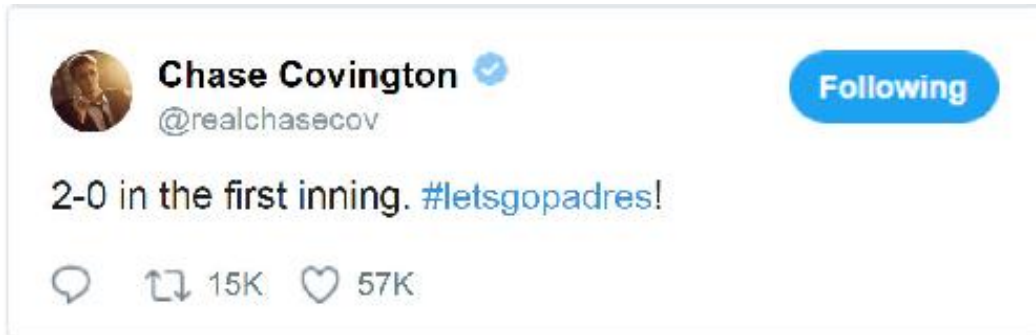 Chase Covington
Following
@realchasecov
2-0 in the first inning. #letsgopadres!
15K 57K